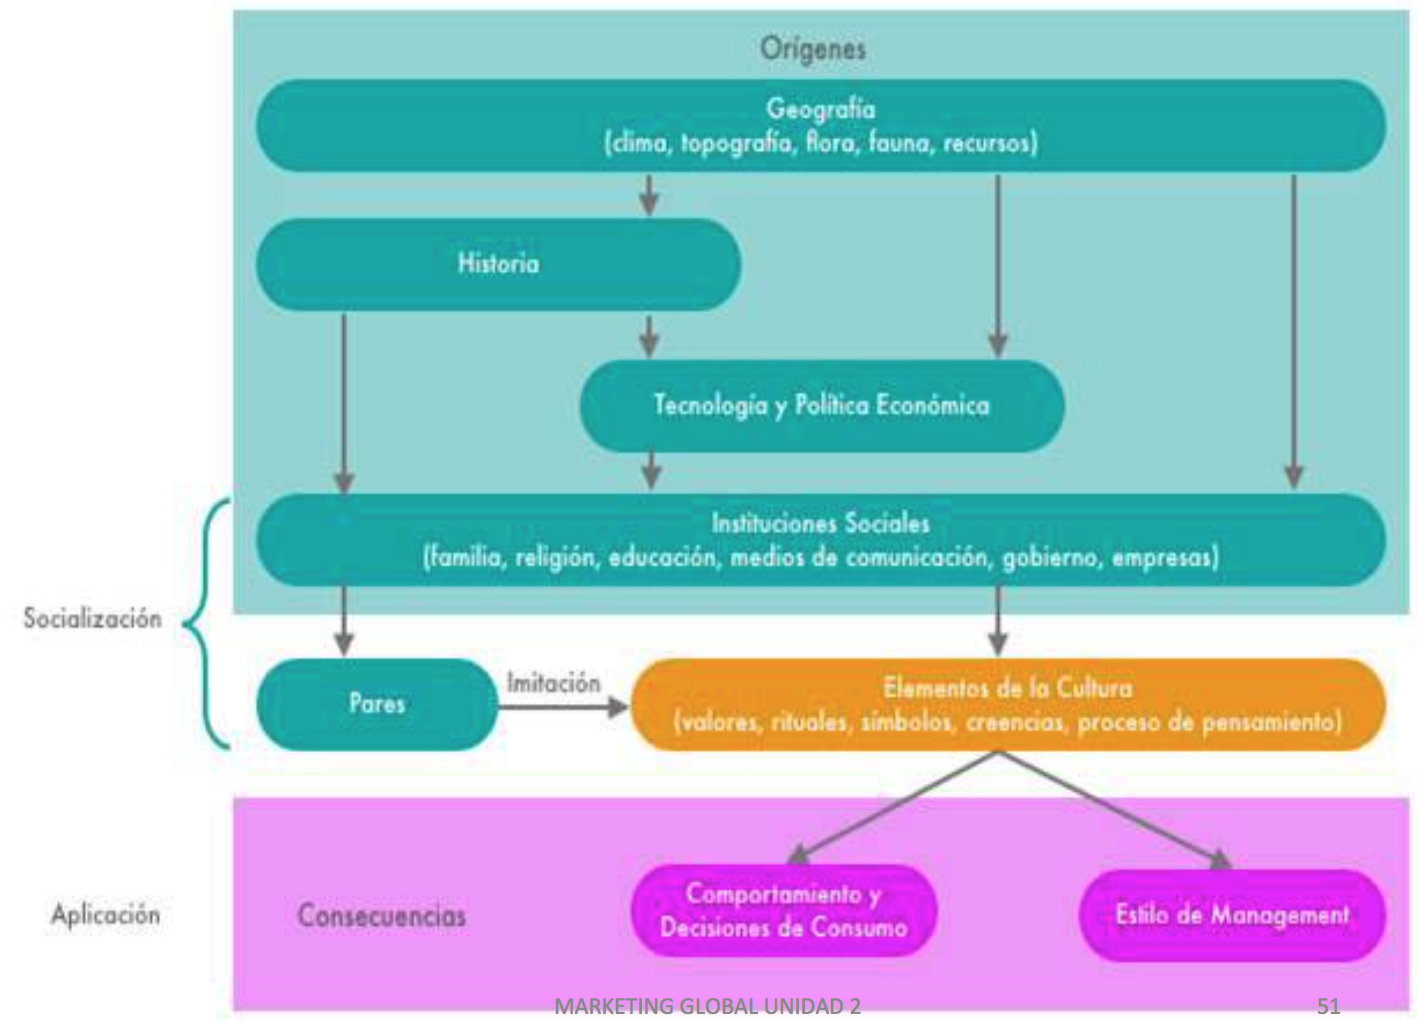 Orígenes
Geografía
(clima, topografía, flora, fauna, recursos)
Historia
Tecnología y Política Económica
Instituciones Sociales
(familia, religión, educación, medios de comunicación, gobierno, empresas)
Socialización
Pares
Imitación
Elementos de la Cultura
(valores, rituales, símbolos, creencias, proceso de pensamiento)
Aplicación
Consecuencias
Comportamiento y
Decisiones de Consumo
Estilo de Management
MARKETING GLOBAL UNIDAD 2
51